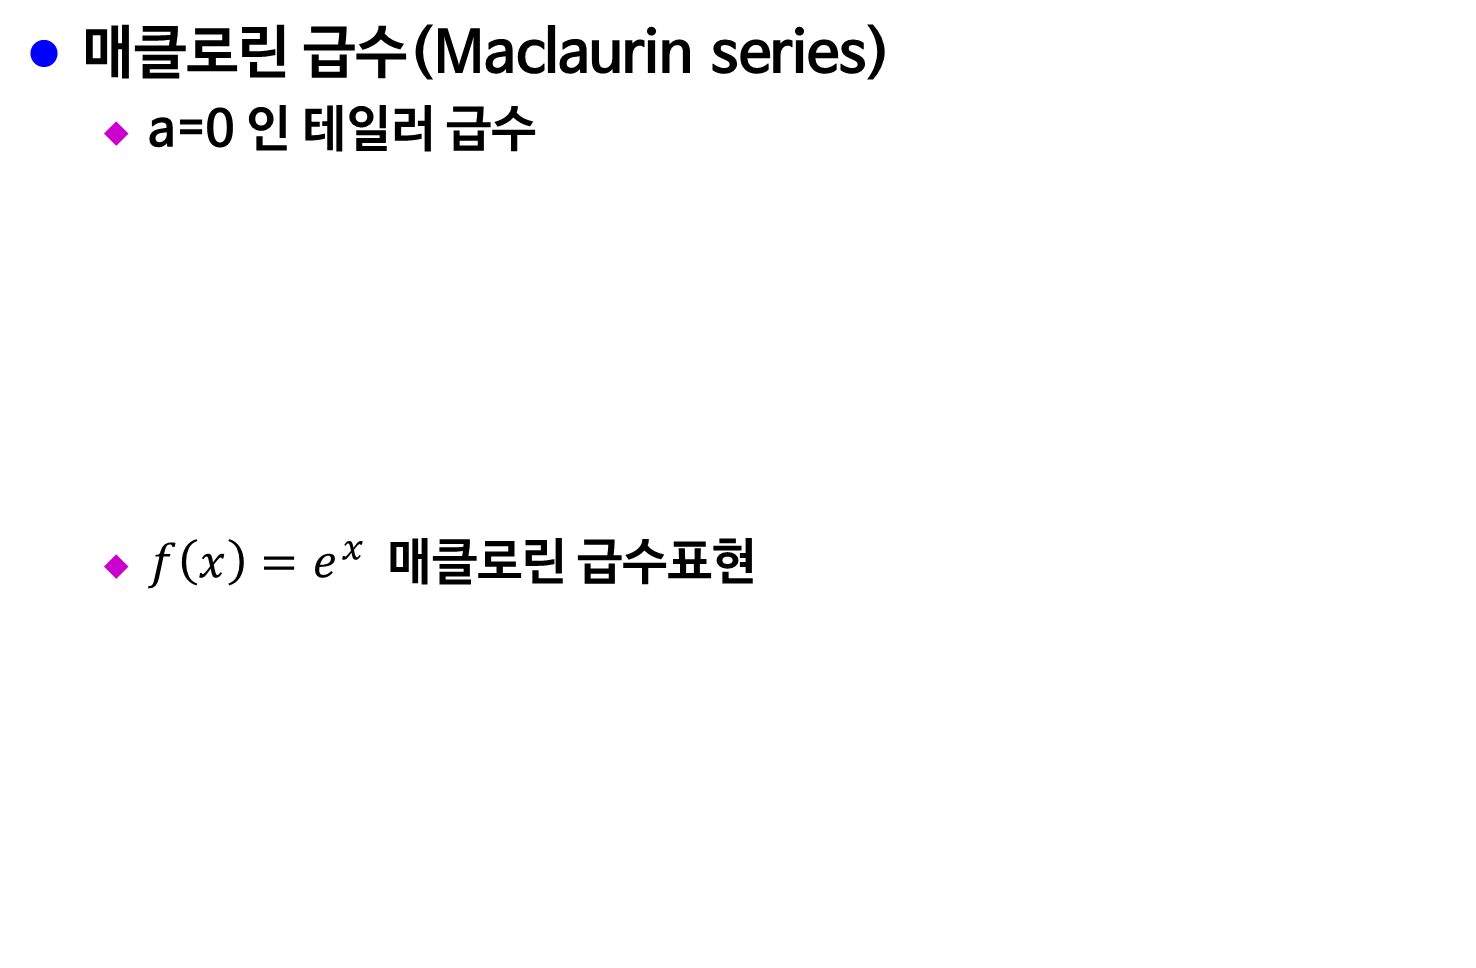 ● 매클로린 급수(Maclaurin series)
◆ a=0 인 테일러 급수
◆ f(x) = eˣ 매클로린 급수표현